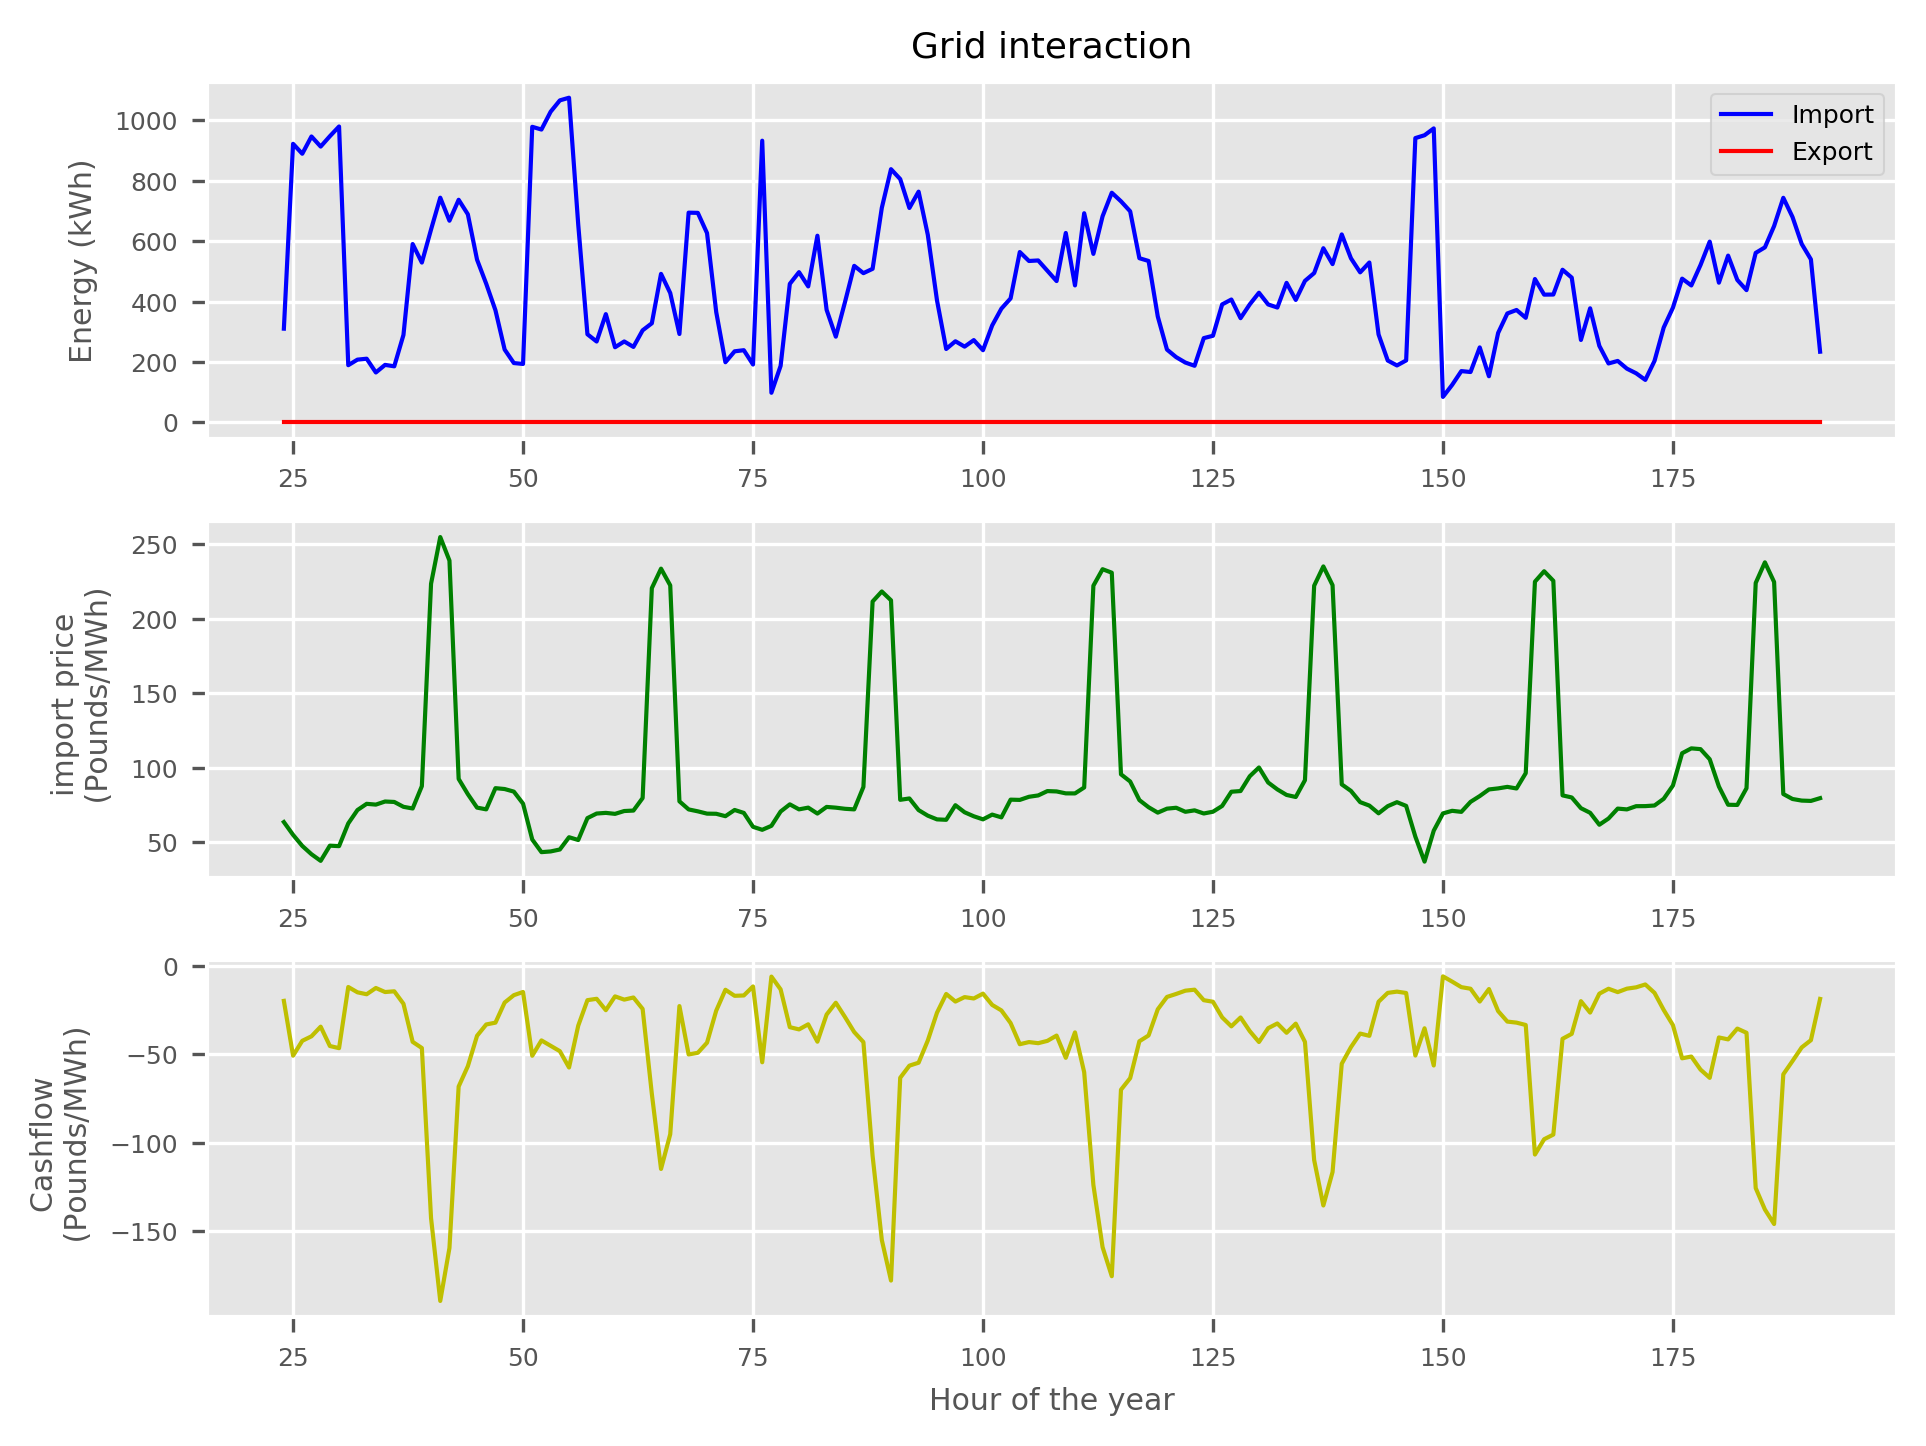 Grid interaction
Energy (kWh)
1000
800
600
400
200
0
Import
Export
25 50 75 100 125 150 175
import price
(Pounds/MWh)
250
200
150
100
50
25 50 75 100 125 150 175
Cashflow
(Pounds/MWh)
0
−50
−100
−150
25 50 75 100 125 150 175
Hour of the year